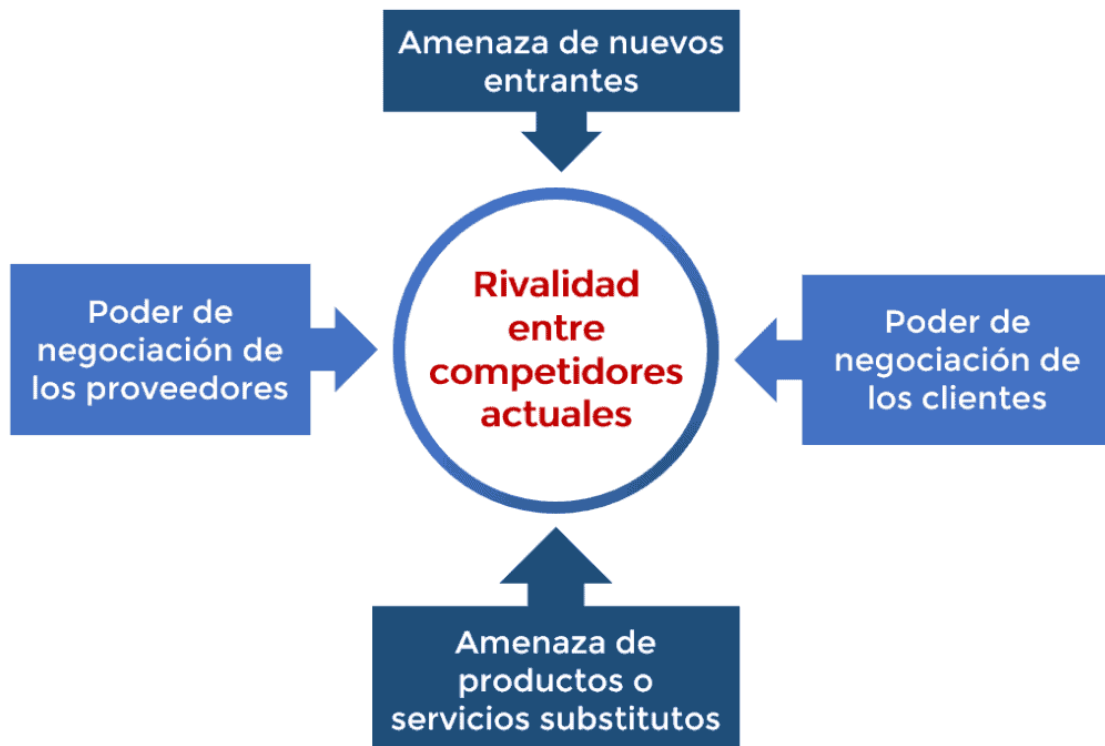 Amenaza de nuevos
entrantes
Poder de
negociación de
los proveedores
Rivalidad
entre
competidores
actuales
Poder de
negociación de
los clientes
Amenaza de
productos o
servicios substitutos